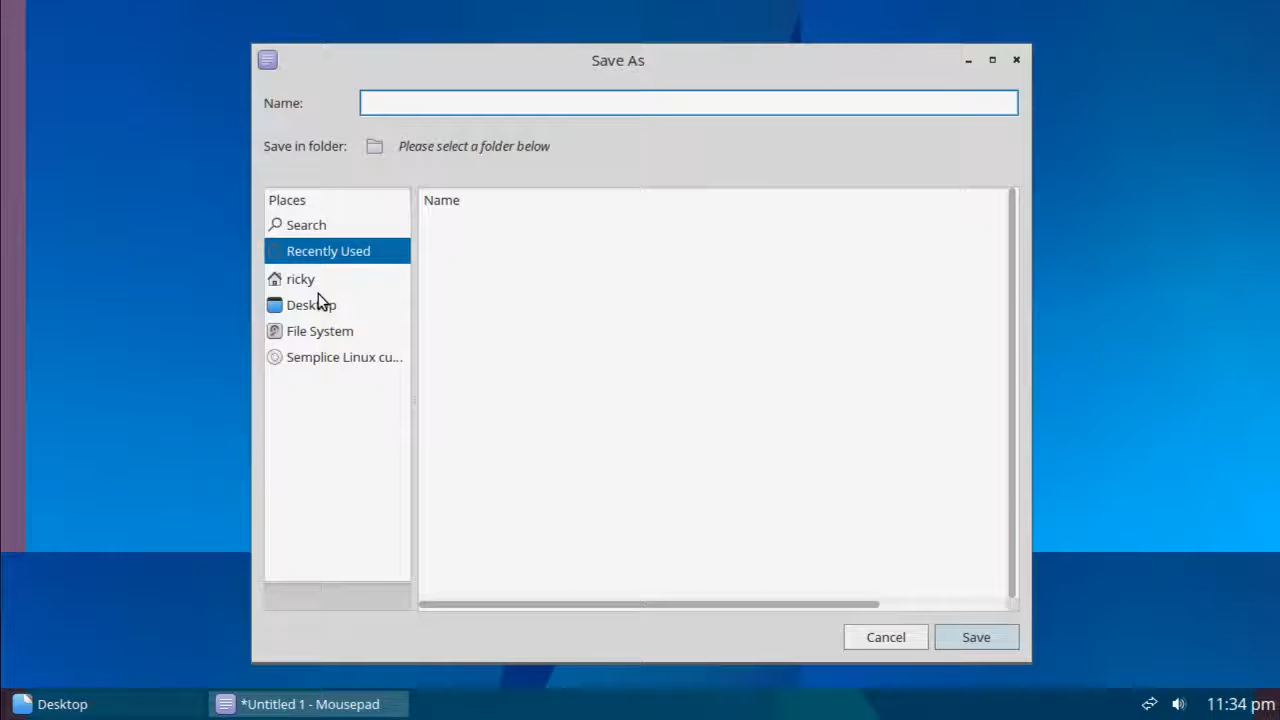 Save As
Name:
Save in folder: Please select a folder below
Places
Name
Search
Recently Used
ricky
Desktop
File System
Semplice Linux cu...
Cancel
Save
Desktop
*Untitled 1 - Mousepad
11:34 pm